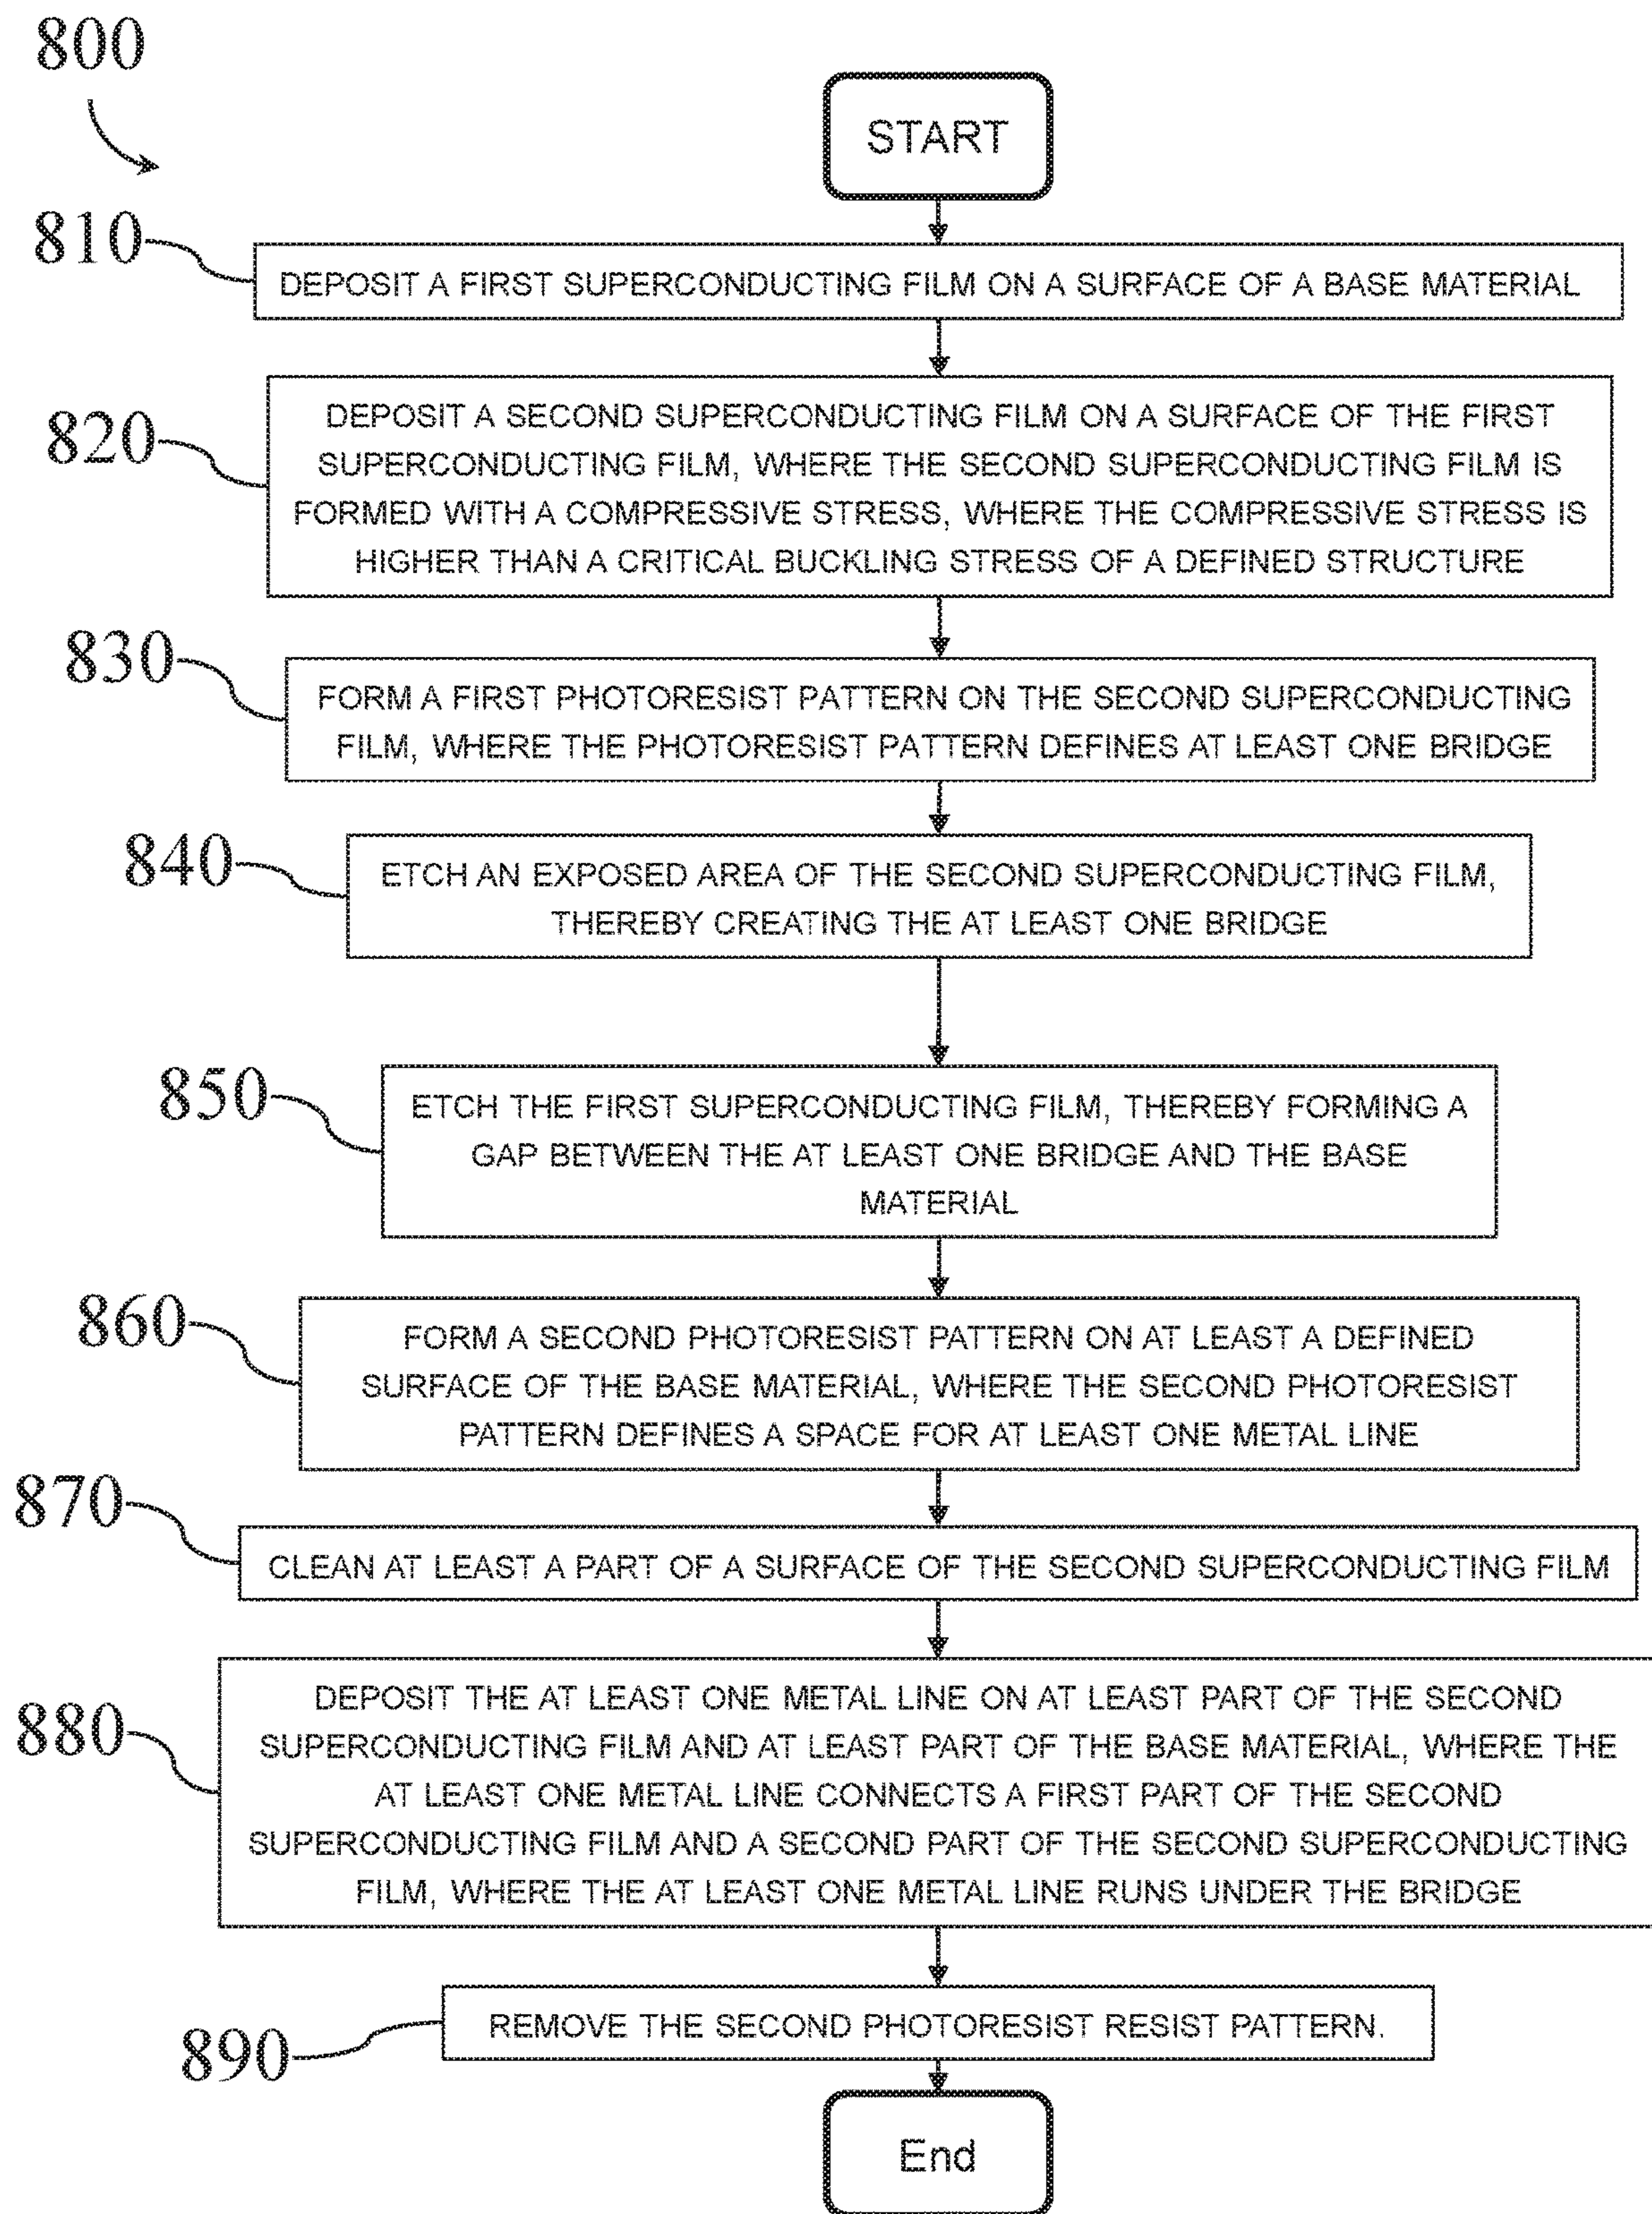 800
START
810
DEPOSIT A FIRST SUPERCONDUCTING FILM ON A SURFACE OF A BASE MATERIAL
820
DEPOSIT A SECOND SUPERCONDUCTING FILM ON A SURFACE OF THE FIRST
SUPERCONDUCTING FILM, WHERE THE SECOND SUPERCONDUCTING FILM IS
FORMED WITH A COMPRESSIVE STRESS, WHERE THE COMPRESSIVE STRESS IS
HIGHER THAN A CRITICAL BUCKLING STRESS OF A DEFINED STRUCTURE
830
FORM A FIRST PHOTORESIST PATTERN ON THE SECOND SUPERCONDUCTING
FILM, WHERE THE PHOTORESIST PATTERN DEFINES AT LEAST ONE BRIDGE
840
ETCH AN EXPOSED AREA OF THE SECOND SUPERCONDUCTING FILM,
THEREBY CREATING THE AT LEAST ONE BRIDGE
850
ETCH THE FIRST SUPERCONDUCTING FILM, THEREBY FORMING A
GAP BETWEEN THE AT LEAST ONE BRIDGE AND THE BASE
MATERIAL
860
FORM A SECOND PHOTORESIST PATTERN ON AT LEAST A DEFINED
SURFACE OF THE BASE MATERIAL, WHERE THE SECOND PHOTORESIST
PATTERN DEFINES A SPACE FOR AT LEAST ONE METAL LINE
870
CLEAN AT LEAST A PART OF A SURFACE OF THE SECOND SUPERCONDUCTING FILM
880
DEPOSIT THE AT LEAST ONE METAL LINE ON AT LEAST PART OF THE SECOND
SUPERCONDUCTING FILM AND AT LEAST PART OF THE BASE MATERIAL, WHERE THE
AT LEAST ONE METAL LINE CONNECTS A FIRST PART OF THE SECOND
SUPERCONDUCTING FILM AND A SECOND PART OF THE SECOND SUPERCONDUCTING
FILM, WHERE THE AT LEAST ONE METAL LINE RUNS UNDER THE BRIDGE
890
REMOVE THE SECOND PHOTORESIST RESIST PATTERN.
End